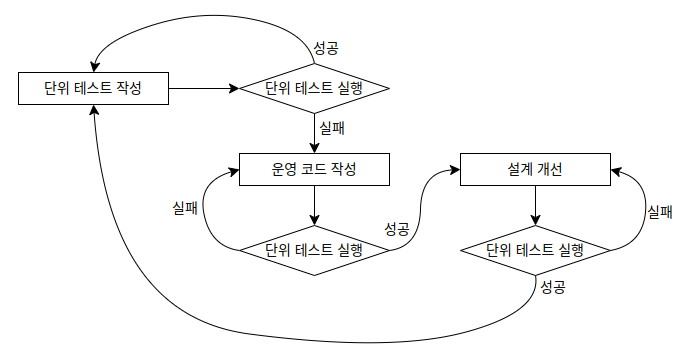 성공
단위 테스트 작성
단위 테스트 실행
실패
운영 코드 작성
설계 개선
실패
실패
성공
단위 테스트 실행
단위 테스트 실행
성공